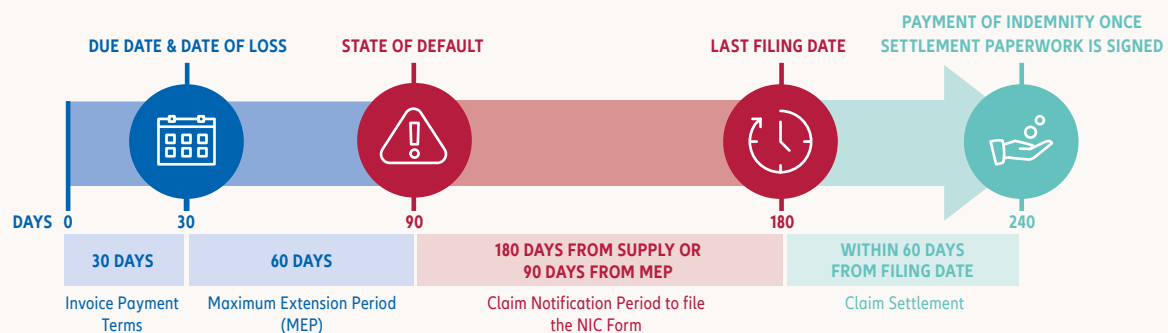 PAYMENT OF INDEMNITY ONCE
DUE DATE & DATE OF LOSS STATE OF DEFAULT LAST FILING DATE SETTLEMENT PAPERWORK IS SIGNED
DAYS 0 30 90 180 240
30 DAYS
60 DAYS
180 DAYS FROM SUPPLY OR
90 DAYS FROM MEP
WITHIN 60 DAYS
FROM FILING DATE
Invoice Payment
Terms
Maximum Extension Period
(MEP)
Claim Notification Period to file
the NIC Form
Claim Settlement